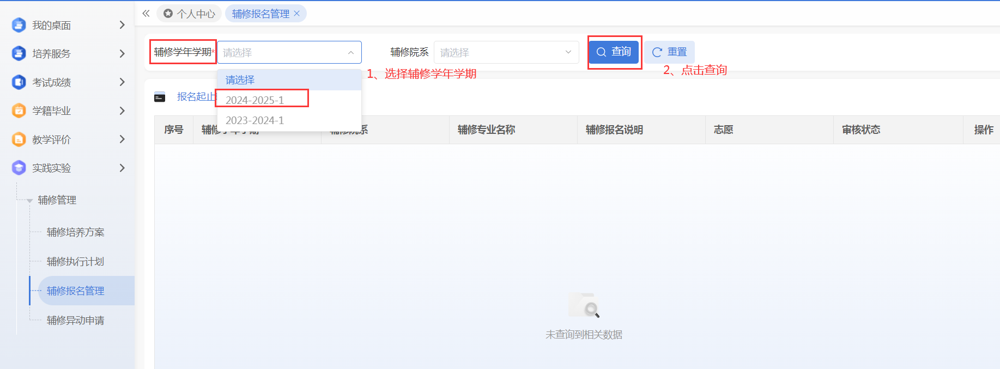 我的桌面
培养服务
考试成绩
学籍毕业
教学评价
实践实验
辅修管理
辅修培养方案
辅修执行计划
辅修报名管理
辅修异动申请
个人中心
辅修报名管理
辅修学年学期*
请选择
辅修院系
请选择
查询
重置
1、选择辅修学年学期
2、点击查询
请选择
2024-2025-1
2023-2024-1
报名起止
序号
辅修学年学期
辅修院系
辅修专业名称
辅修报名说明
志愿
审核状态
操作
未查询到相关数据